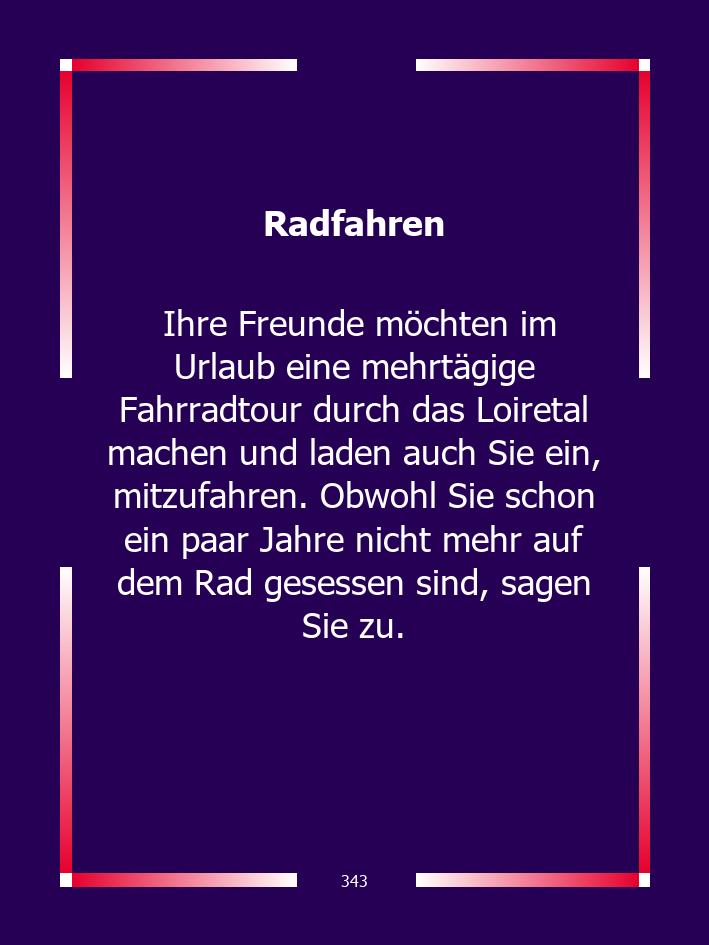 Radfahren
Ihre Freunde möchten im
Urlaub eine mehrtägige
Fahrradtour durch das Loiretal
machen und laden auch Sie ein,
mitzufahren. Obwohl Sie schon
ein paar Jahre nicht mehr auf
dem Rad gesessen sind, sagen
Sie zu.
343